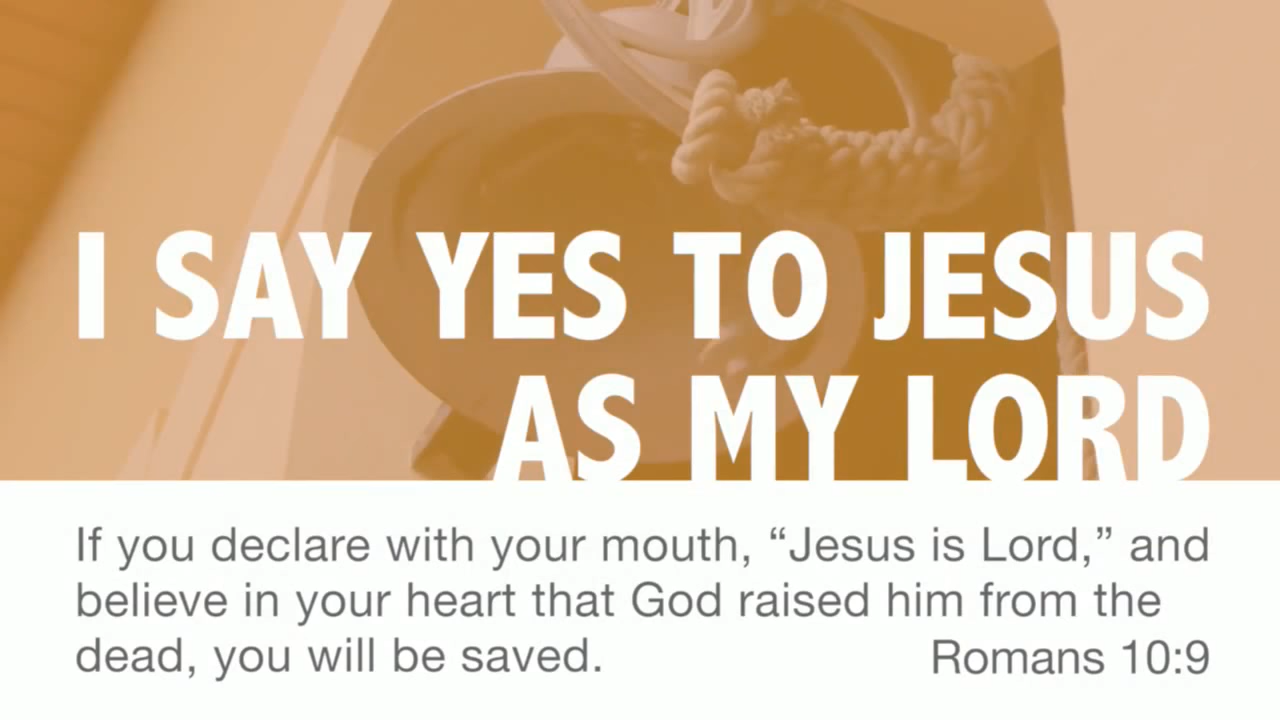 I SAY YES TO JESUS
AS MY LORD
If you declare with your mouth, “Jesus is Lord,” and
believe in your heart that God raised him from the
dead, you will be saved.
Romans 10:9